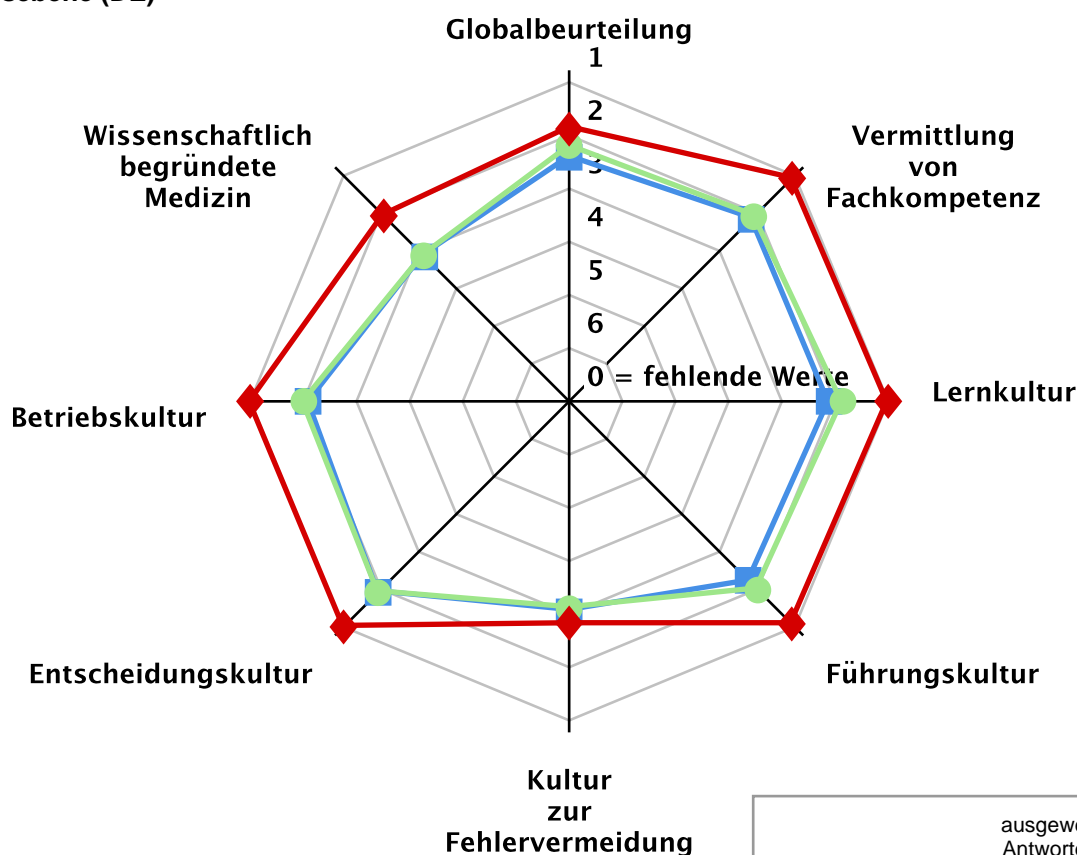 Globalbeurteilung
1
2
3
4
5
6
0 = fehlende Werte
Wissenschaftlich
begründete
Medizin
Vermittlung
von
Fachkompetenz
Lernkultur
Betriebskultur
Führungskultur
Entscheidungskultur
Kultur
zur
Fehlervermeidung